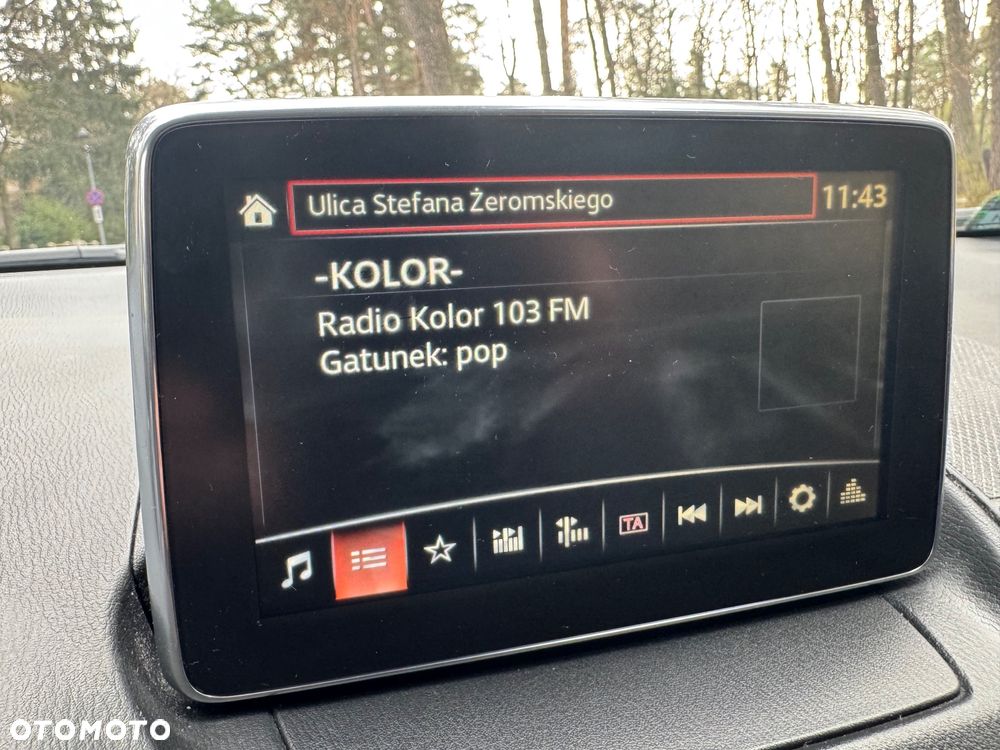 Ulica Stefana Żeromskiego
11:43
-KOLOR-
Radio Kolor 103 FM
Gatunek: pop
TA
OTOMOTO